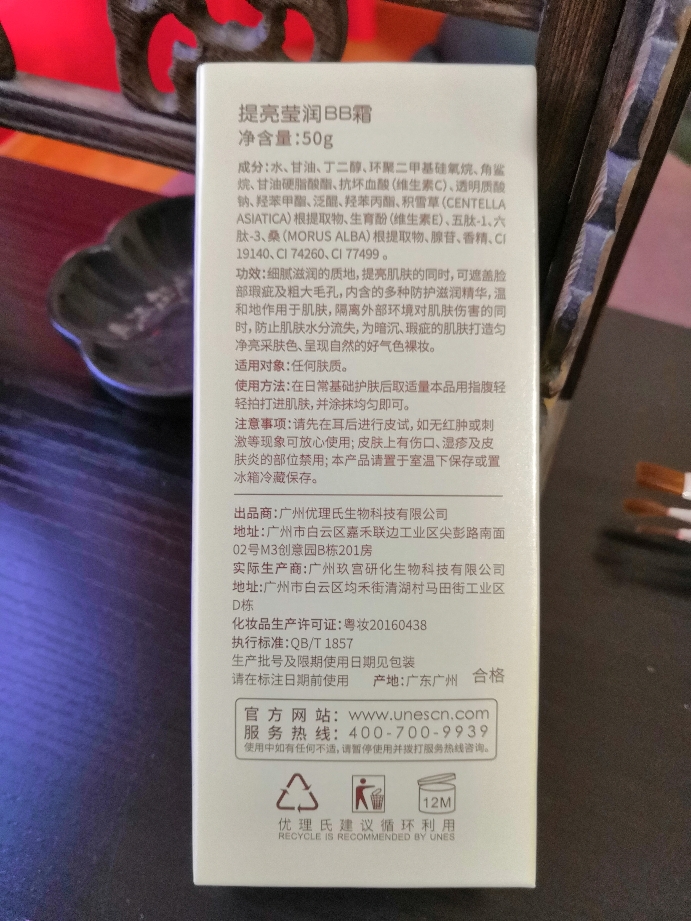 提亮莹润BB霜
净含量:50g
成分:水、甘油、丁二醇、环聚二甲基硅氧烷、角鲨
烷、甘油硬脂酸酯、抗坏血酸(维生素C)、透明质酸
钠、羟苯甲酯、泛醌、羟苯丙酯、积雪草(CENTELLA
ASIATICA)根提取物、生育酚(维生素E)、五肽-1、六
肽-3、桑(MORUS ALBA)根提取物、腺苷、香精、CI
19140、CI 74260、CI 77499。
功效:细腻滋润的质地,提亮肌肤的同时,可遮盖脸
部瑕疵及粗大毛孔,内含的多种防护滋润精华,温
和地作用于肌肤,隔离外部环境对肌肤伤害的同
时,防止肌肤水分流失,为暗沉、瑕疵的肌肤打造匀
净亮采肤色、呈现自然的好气色裸妆。
适用对象:任何肤质。
使用方法:在日常基础护肤后取适量本品用指腹轻
轻拍打进肌肤,并涂抹均匀即可。
注意事项:请先在耳后进行皮试,如无红肿或刺
激等现象可放心使用;皮肤上有伤口、湿疹及皮
肤炎的部位禁用;本产品请置于室温下保存或置
冰箱冷藏保存。
出品商:广州优理氏生物科技有限公司
地址:广州市白云区嘉禾联边工业区尖彭路南面
02号M3创意园B栋201房
实际生产商:广州玖宫研化生物科技有限公司
地址:广州市白云区均禾街清湖村马田街工业区
D栋
化妆品生产许可证:粤妆20160438
执行标准:QB/T 1857
生产批号及限期使用日期见包装
请在标注日期前使用 产地:广东广州 合格
官方网站:www.unescn.com
服务热线:400-700-9939
使用中如有任何不适,请暂停使用并拨打服务热线咨询。
12M
优理氏建议循环利用
RECYCLE IS RECOMMENDED BY UNES